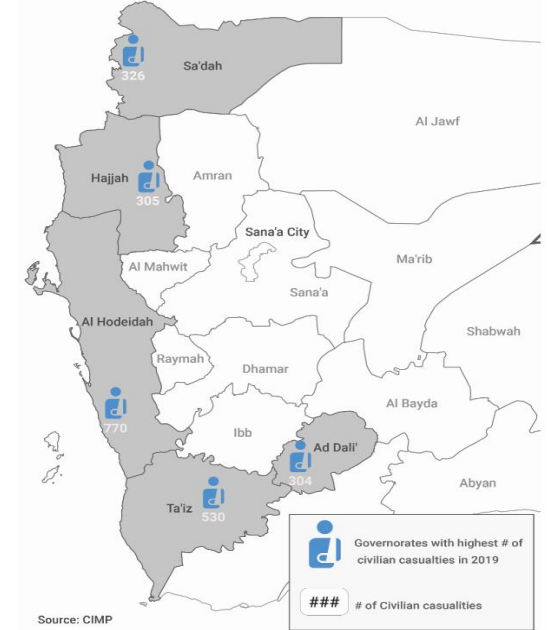 326
Sa'dah
Al Jawf
Hajjah
305
Amran
Sana'a City
Al Mahwit
Ma'rib
Sana'a
Al Hodeidah
Shabwah
Raymah
Dhamar
770
Al Bayda
Ibb
Ad Dali'
304
Abyan
Ta'iz
530
Governorates with highest # of
civilian casualties in 2019
### # of Civilian casualities
Source: CIMP